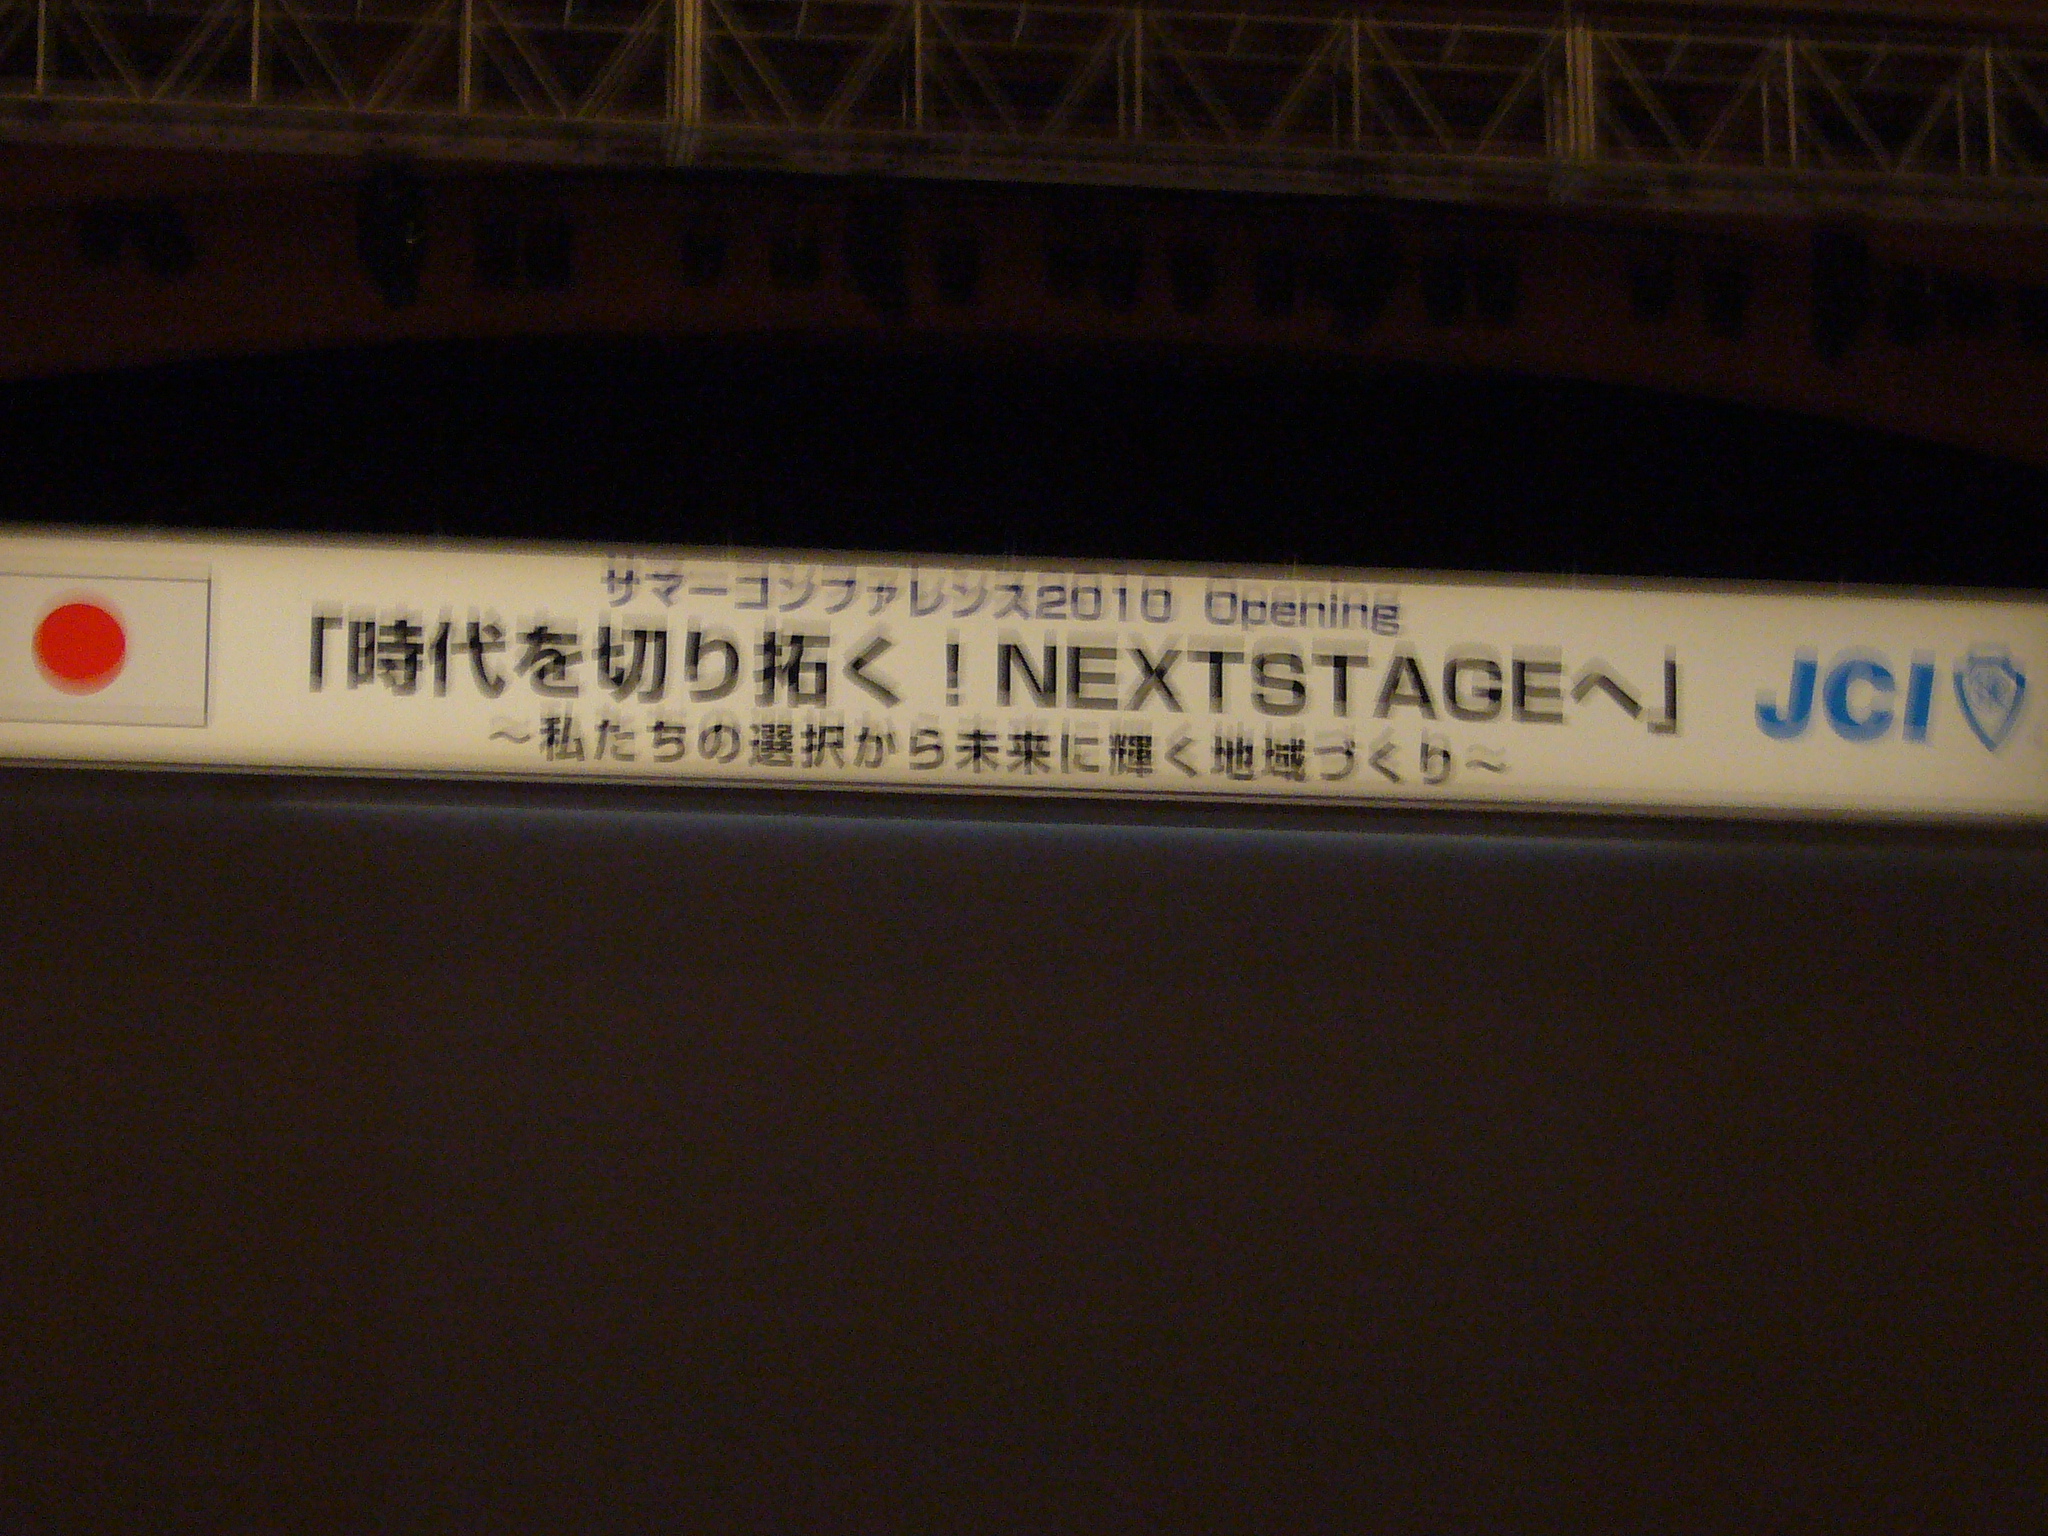 サマーコンファレンス2010 Opening
「時代を切り拓く！NEXTSTAGEへ」
～私たちの選択から未来に輝く地域づくり～
JCI